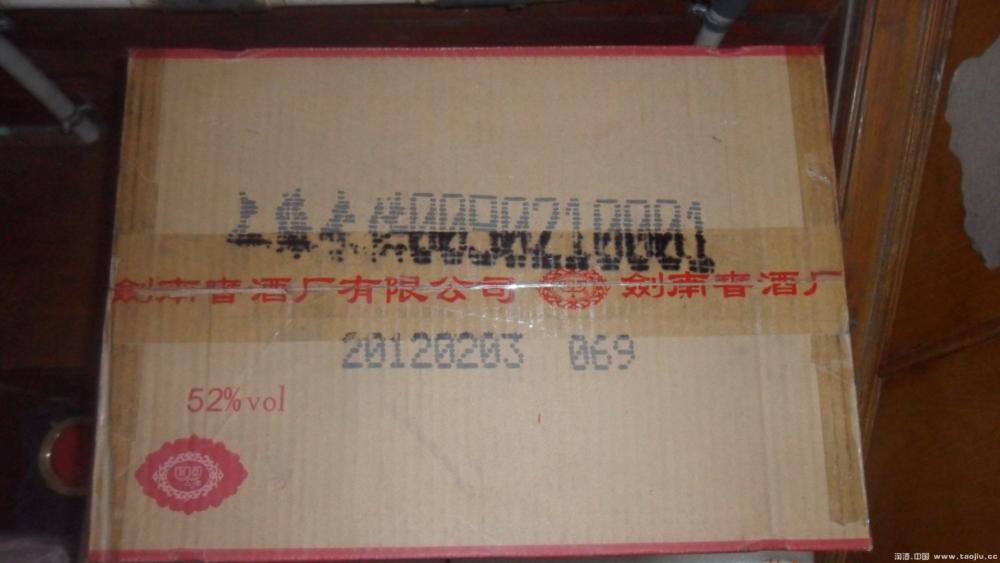 剑南春酒厂有限公司 剑南春酒厂
20120203 069
52%vol
淘酒.中国 www.taojiu.cc